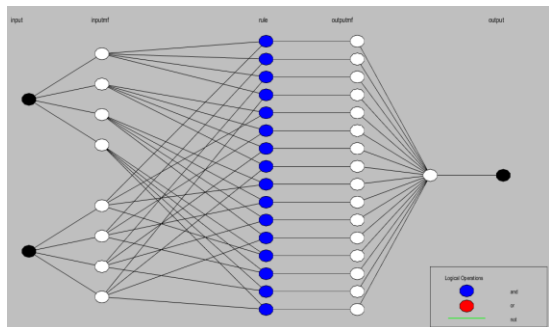 input inputmf rule outputmf output
Logical Operations
and
or
not